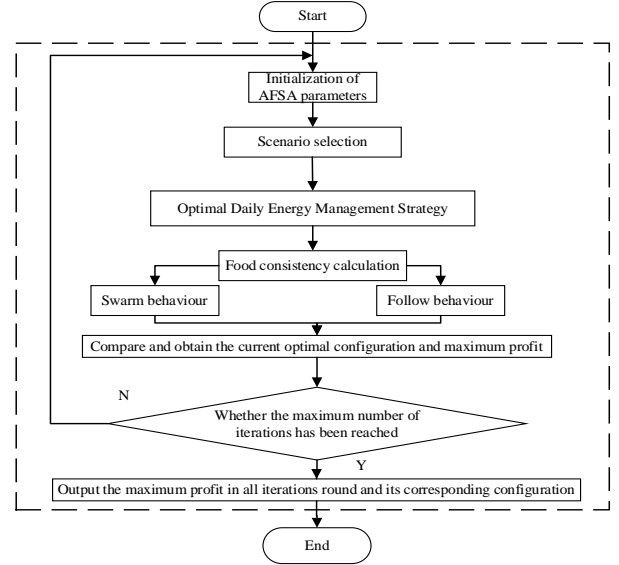 Start
Initialization of
AFSA parameters
Scenario selection
Optimal Daily Energy Management Strategy
Food consistency calculation
Swarm behaviour
Follow behaviour
Compare and obtain the current optimal configuration and maximum profit
N
Whether the maximum number of
iterations has been reached
Y
Output the maximum profit in all iterations round and its corresponding configuration
End